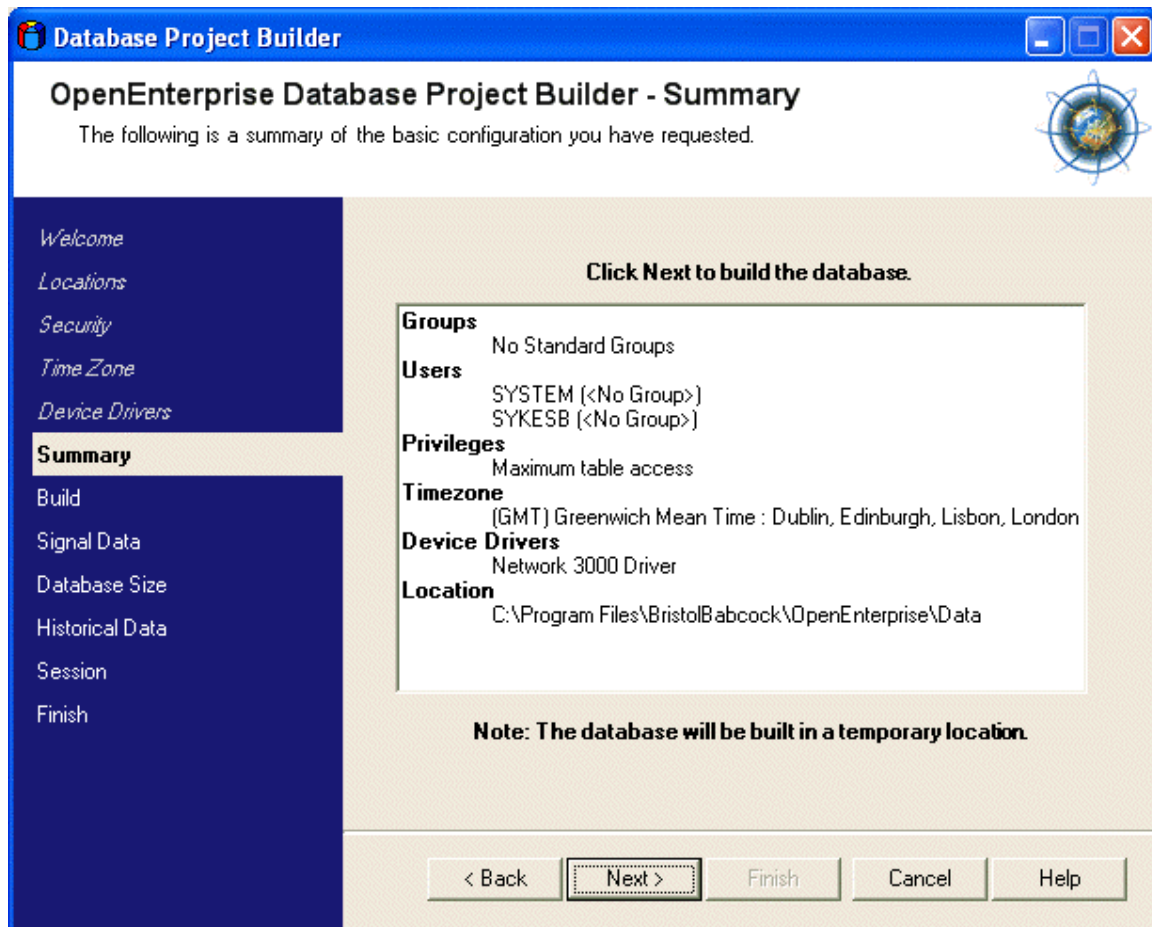 Database Project Builder
OpenEnterprise Database Project Builder - Summary
The following is a summary of the basic configuration you have requested.
Welcome
Locations
Security
Time Zone
Device Drivers
Summary
Build
Signal Data
Database Size
Historical Data
Session
Finish
Click Next to build the database.
Groups
No Standard Groups
Users
SYSTEM (<No Group>)
SYKESB (<No Group>)
Privileges
Maximum table access
Timezone
(GMT) Greenwich Mean Time : Dublin, Edinburgh, Lisbon, London
Device Drivers
Network 3000 Driver
Location
C:\Program Files\BristolBabcock\OpenEnterprise\Data
Note: The database will be built in a temporary location.
< Back
Next >
Finish
Cancel
Help